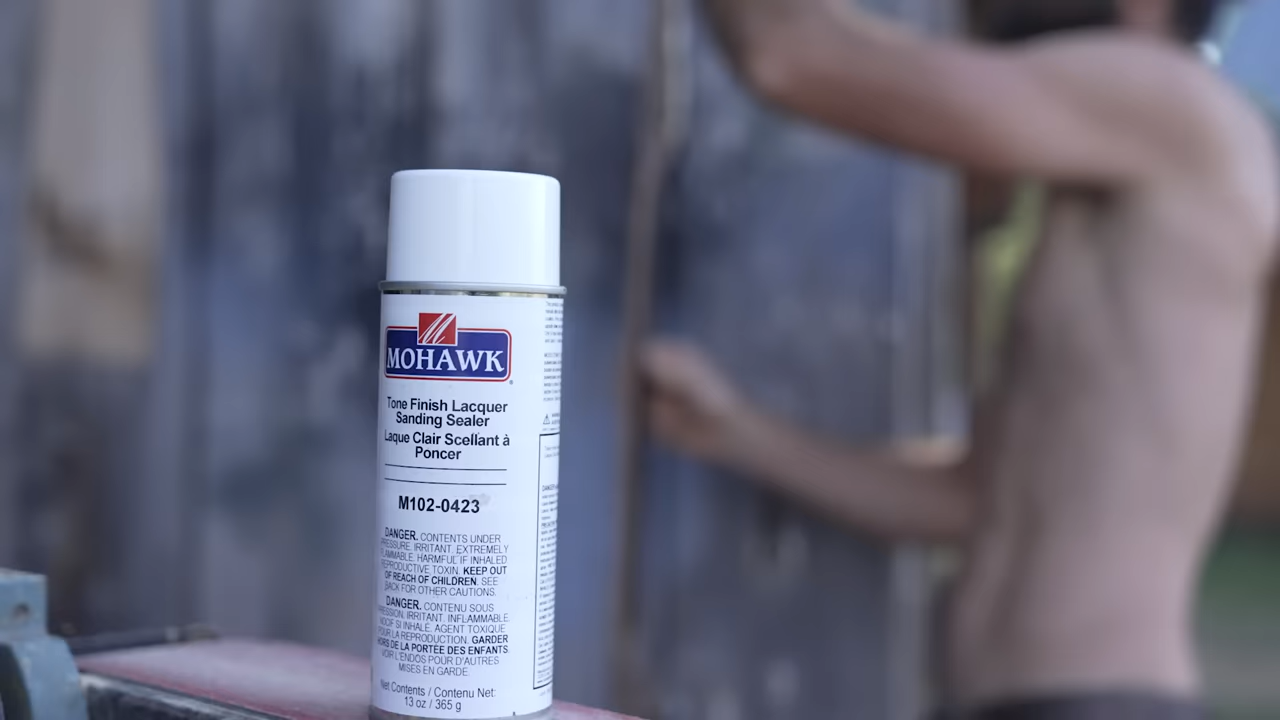 MOHAWK
Tone Finish Lacquer
Sanding Sealer
Laque Clair Scellant à
Poncer
M102-0423
DANGER. CONTENTS UNDER
PRESSURE. IRRITANT. EXTREMELY
FLAMMABLE. HARMFUL IF INHALED
REPRODUCTIVE TOXIN. KEEP OUT
OF REACH OF CHILDREN. SEE
BACK FOR OTHER CAUTIONS.
DANGER. CONTENU SOUS
PRESSION. IRRITANT. INFLAMMABLE.
NOCIF SI INHALÉ. AGENT TOXIQUE
POUR LA REPRODUCTION. GARDER
HORS DE LA PORTÉE DES ENFANTS.
VOIR L'ENDOS POUR D'AUTRES
MISES EN GARDE.
Net Contents / Contenu Net:
13 oz / 365 g